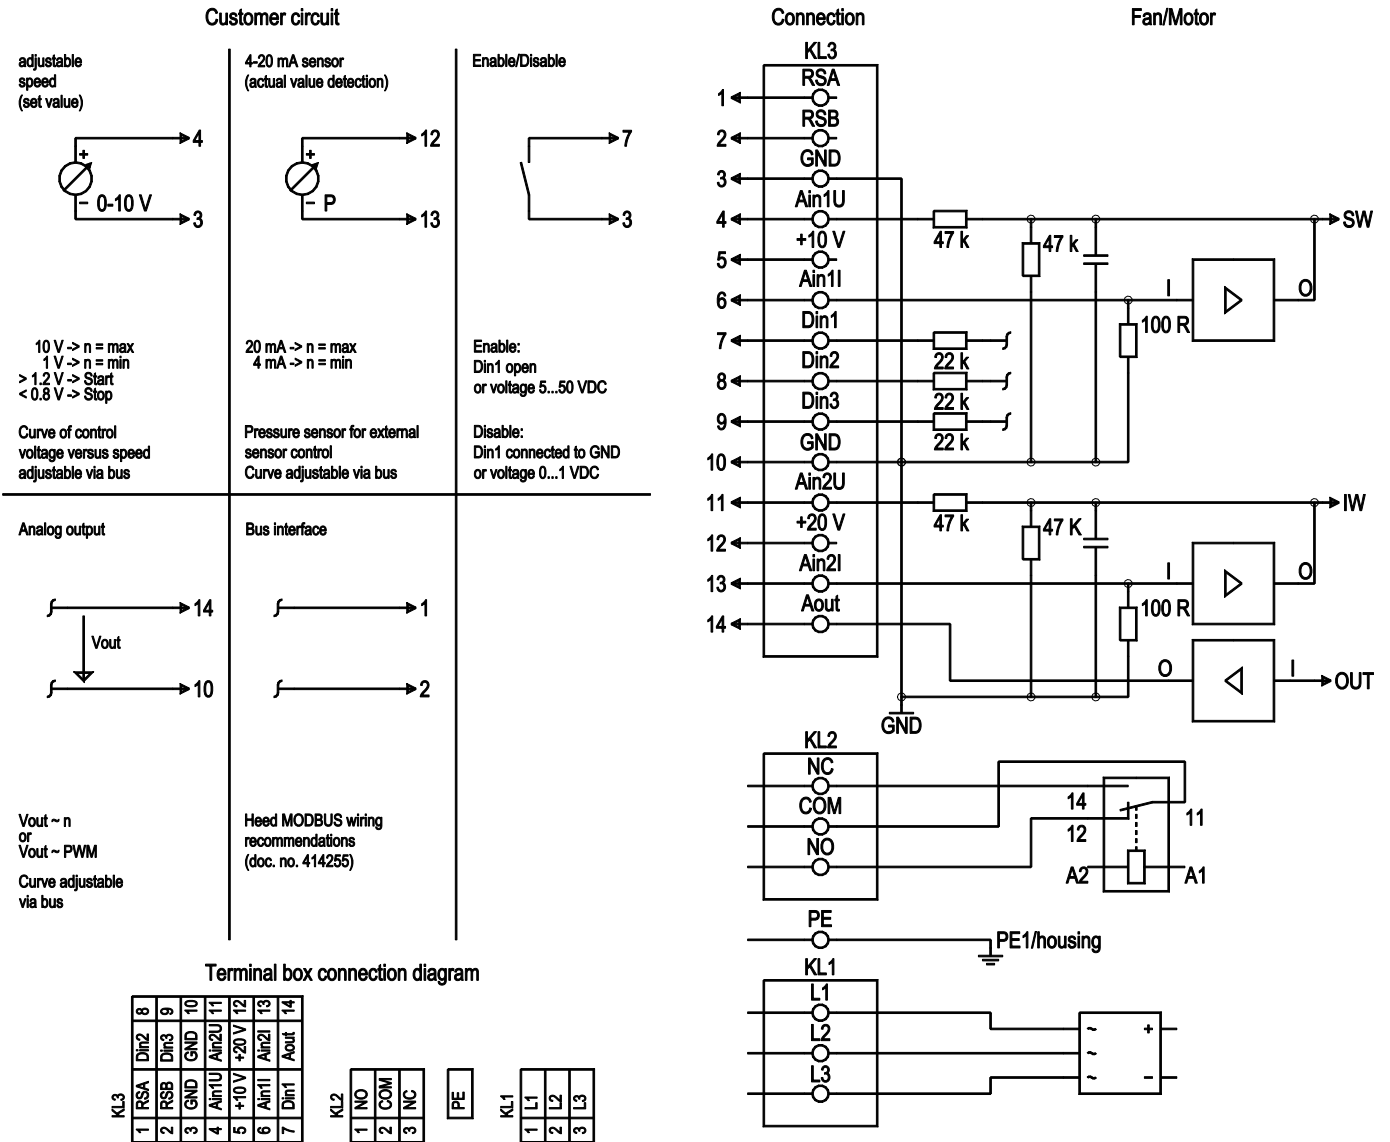 Customer circuit
adjustable
speed
(set value)
4
+
− 0-10 V
3
10 V -> n = max
1 V -> n = min
> 1.2 V -> Start
< 0.8 V -> Stop
Curve of control
voltage versus speed
adjustable via bus
4-20 mA sensor
(actual value detection)
12
+
− P
13
20 mA -> n = max
4 mA -> n = min
Pressure sensor for external
sensor control
Curve adjustable via bus
Enable/Disable
7
3
Enable:
Din1 open
or voltage 5...50 VDC
Disable:
Din1 connected to GND
or voltage 0...1 VDC
Analog output
14
Vout
10
Vout ~ n
or
Vout ~ PWM
Curve adjustable
via bus
Bus interface
1
2
Heed MODBUS wiring
recommendations
(doc. no. 414255)
Connection
Fan/Motor
KL3
RSA
1
RSB
2
GND
3
Ain1U
4
47 k
47 k
SW
+10 V
5
Ain1I
6
I
O
100 R
Din1
7
22 k
Din2
8
22 k
Din3
9
22 k
GND
10
Ain2U
11
47 k
47 K
IW
+20 V
12
Ain2I
13
I
O
100 R
Aout
14
O
I
OUT
GND
KL2
NC
COM
NO
14
12
11
A2
A1
PE
PE1/housing
KL1
L1
L2
L3
~
~
~
+
−
Terminal box connection diagram
KL3
1 RSA Din2 8
2 RSB Din3 9
3 GND GND 10
4 Ain1U Ain2U 11
5 +10 V +20 V 12
6 Ain1I Ain2I 13
7 Din1 Aout 14
KL2
1 NO
2 COM
3 NC
PE
KL1
1 L1
2 L2
3 L3